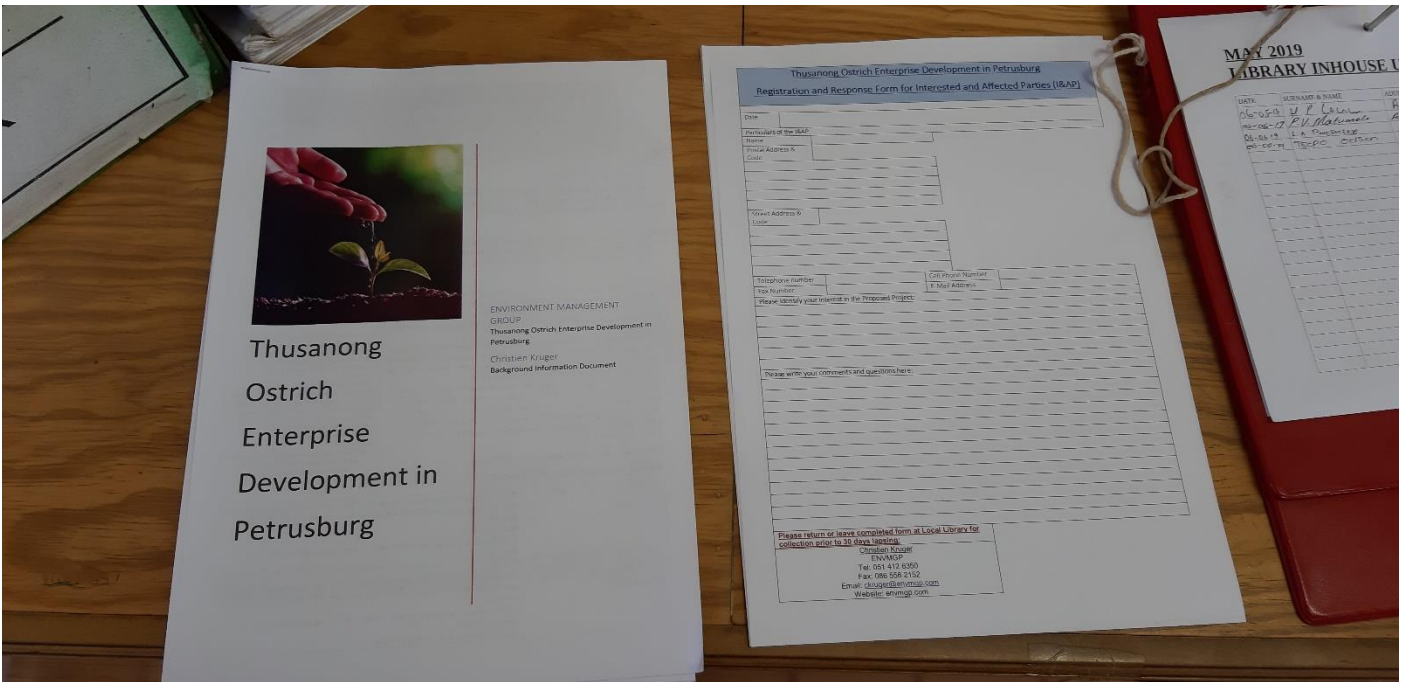 Thusanong
Ostrich
Enterprise
Development in
Petrusburg
ENVIRONMENT MANAGEMENT
GROUP
Thusanong Ostrich Enterprise Development in
Petrusburg
Christien Kruger
Background Information Document
Thusanong Ostrich Enterprise Development in Petrusburg
Registration and Response Form for Interested and Affected Parties (I&AP)
Date
Particulars of the I&AP
Name
Postal Address &
Code
Street Address &
Code
Telephone number
Cell Phone Number
Fax Number
E-Mail Address
Please identify your interest in the Proposed Project:
Please write your comments and questions here:
Please return or leave completed form at Local Library for
collection prior to 30 days lapsing:
Christien Kruger
ENVMGP
Tel: 051 412 6350
Fax: 086 556 2152
Email: ckruger@envmgp.com
Website: envmgp.com
MAY 2019
LIBRARY INHOUSE U
DATE SURNAME & NAME